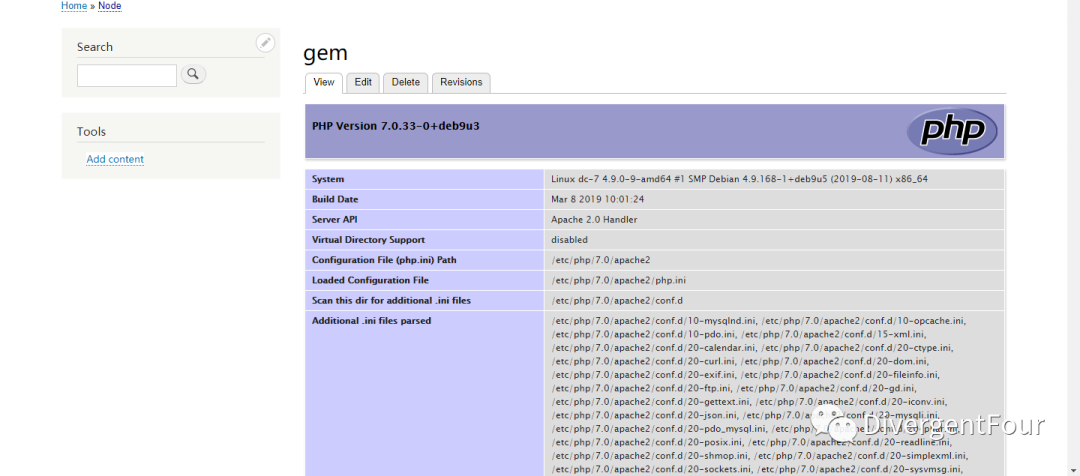 Home » Node
Search
Tools
Add content
gem
View Edit Delete Revisions
PHP Version 7.0.33-0+deb9u3
php
System Linux dc-7 4.9.0-9-amd64 #1 SMP Debian 4.9.168-1+deb9u5 (2019-08-11) x86_64
Build Date Mar 8 2019 10:01:24
Server API Apache 2.0 Handler
Virtual Directory Support disabled
Configuration File (php.ini) Path /etc/php/7.0/apache2
Loaded Configuration File /etc/php/7.0/apache2/php.ini
Scan this dir for additional .ini files /etc/php/7.0/apache2/conf.d
Additional .ini files parsed /etc/php/7.0/apache2/conf.d/10-mysqlnd.ini, /etc/php/7.0/apache2/conf.d/10-opcache.ini,
/etc/php/7.0/apache2/conf.d/10-pdo.ini, /etc/php/7.0/apache2/conf.d/15-xml.ini,
/etc/php/7.0/apache2/conf.d/20-calendar.ini, /etc/php/7.0/apache2/conf.d/20-ctype.ini,
/etc/php/7.0/apache2/conf.d/20-curl.ini, /etc/php/7.0/apache2/conf.d/20-dom.ini,
/etc/php/7.0/apache2/conf.d/20-exif.ini, /etc/php/7.0/apache2/conf.d/20-fileinfo.ini,
/etc/php/7.0/apache2/conf.d/20-ftp.ini, /etc/php/7.0/apache2/conf.d/20-gd.ini,
/etc/php/7.0/apache2/conf.d/20-gettext.ini, /etc/php/7.0/apache2/conf.d/20-iconv.ini,
/etc/php/7.0/apache2/conf.d/20-json.ini,
/etc/php/7.0/apache2/conf.d/20-pdo_mysql.ini,
/etc/php/7.0/apache2/conf.d/20-posix.ini, /etc/php/7.0/apache2/conf.d/20-readline.ini,
/etc/php/7.0/apache2/conf.d/20-shmop.ini, /etc/php/7.0/apache2/conf.d/20-simplexml.ini,
/etc/php/7.0/apache2/conf.d/20-sockets.ini, /etc/php/7.0/apache2/conf.d/20-sysvmsg.ini,
DivergentFour